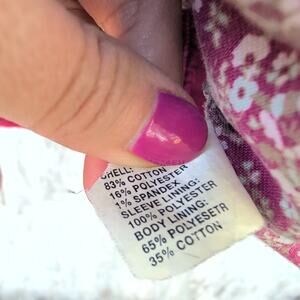 SHELL:
83% COTTON
16% POLYESTER
1% SPANDEX
SLEEVE LINING:
100% POLYESTER
BODY LINING:
65% POLYESETR
35% COTTON